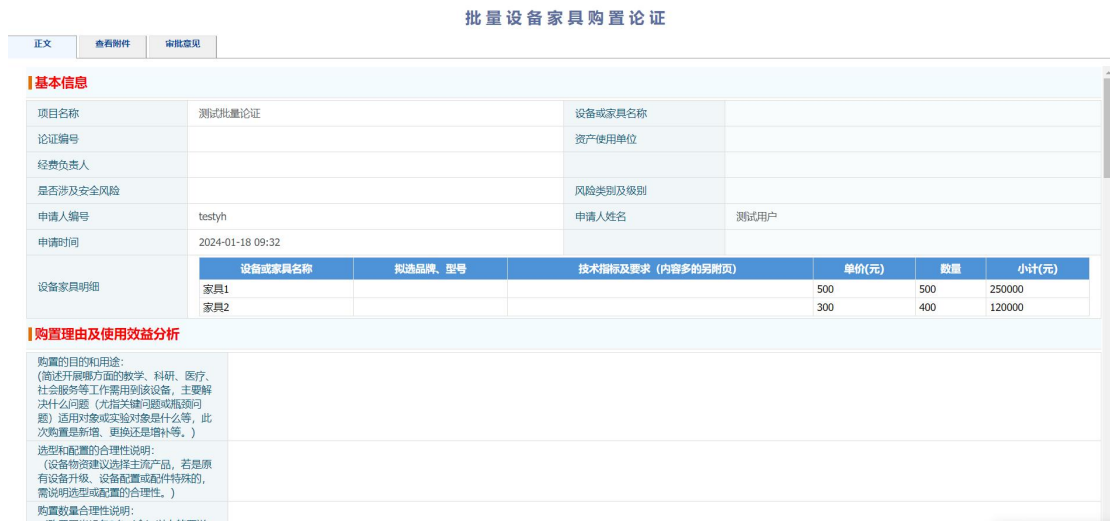 批量设备家具购置论证
正文 查看附件 审批意见
基本信息
项目名称 测试批量论证 设备或家具名称
论证编号 资产使用单位
经费负责人
是否涉及安全风险 风险类别及级别
申请人编号 testyh 申请人姓名 测试用户
申请时间 2024-01-18 09:32
设备家具明细
设备或家具名称 拟选品牌、型号 技术指标及要求（内容多的另附页） 单价(元) 数量 小计(元)
家具1 500 500 250000
家具2 300 400 120000
购置理由及使用效益分析
购置的目的和用途：
(简述开展哪方面的教学、科研、医疗、
社会服务等工作需用到该设备，主要解
决什么问题（尤指关键问题或瓶颈问
题）适用对象或实验对象是什么等，此
次购置是新增、更换还是增补等。)
选型和配置的合理性说明：
（设备物资建议选择主流产品，若是原
有设备升级、设备配置或配件特殊的，
需说明选型或配置的合理性。）
购置数量合理性说明：